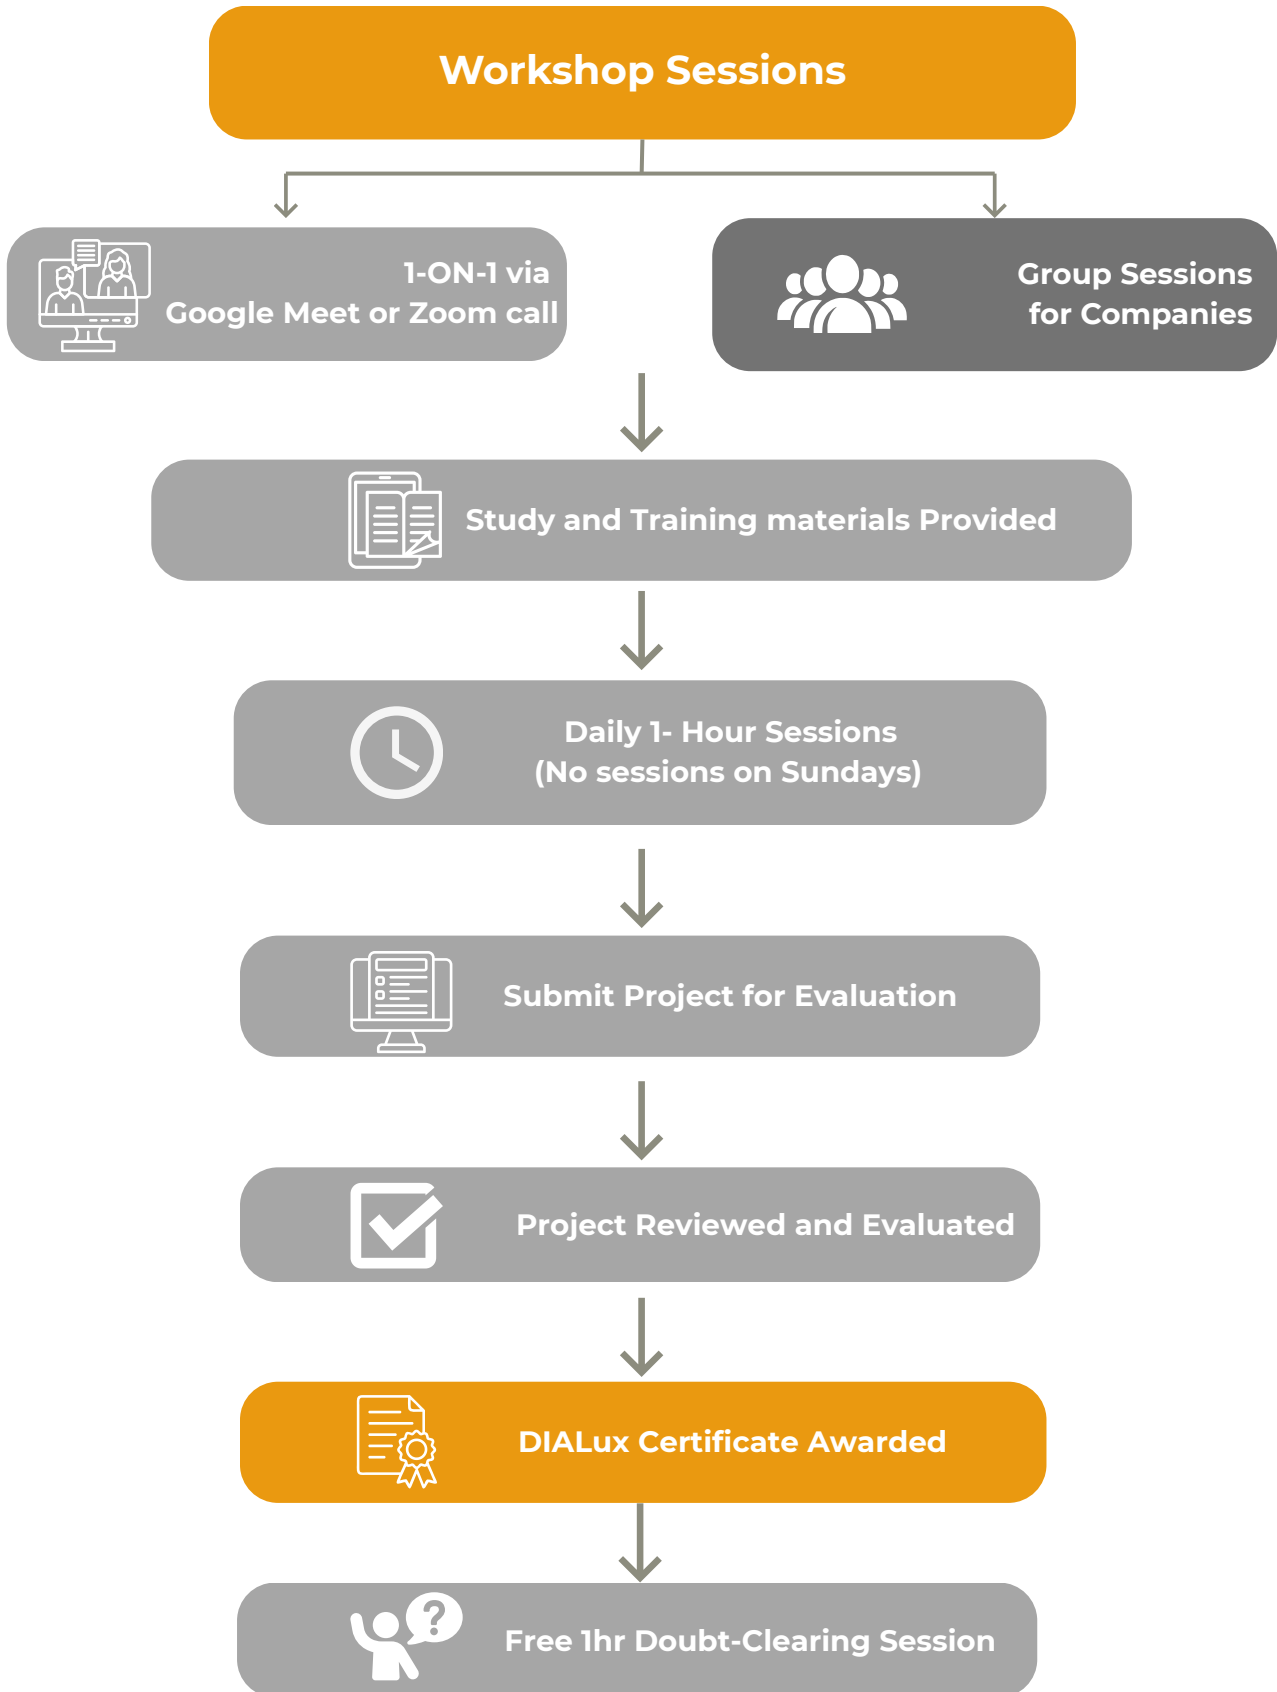 Workshop Sessions
1-ON-1 via
Google Meet or Zoom call
Group Sessions
for Companies
Study and Training materials Provided
Daily 1- Hour Sessions
(No sessions on Sundays)
Submit Project for Evaluation
Project Reviewed and Evaluated
DIALux Certificate Awarded
?
Free 1hr Doubt-Clearing Session